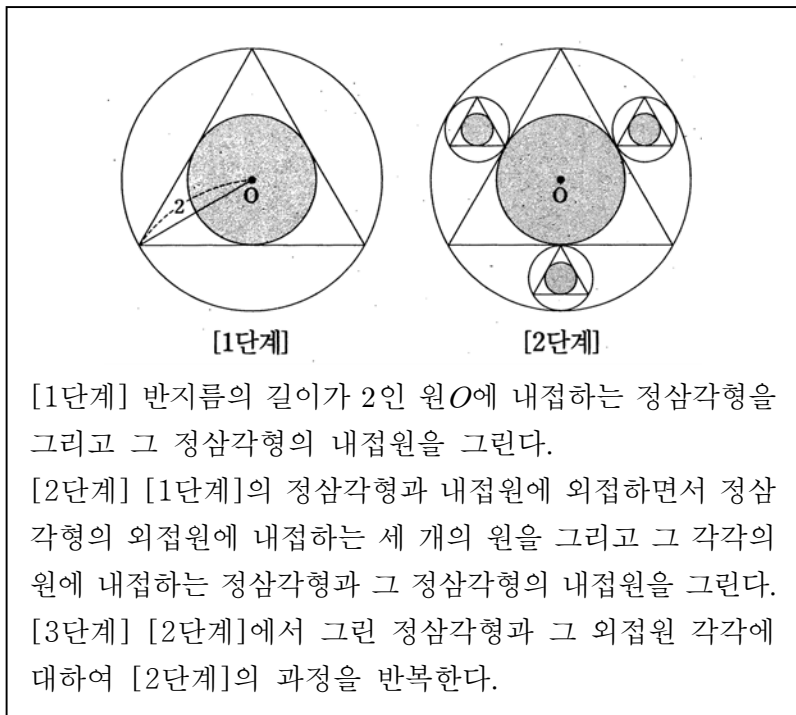 2
O
O
[1단계]
[2단계]
[1단계] 반지름의 길이가 2인 원O에 내접하는 정삼각형을
그리고 그 정삼각형의 내접원을 그린다.
[2단계] [1단계]의 정삼각형과 내접원에 외접하면서 정삼
각형의 외접원에 내접하는 세 개의 원을 그리고 그 각각의
원에 내접하는 정삼각형과 그 정삼각형의 내접원을 그린다.
[3단계] [2단계]에서 그린 정삼각형과 그 외접원 각각에
대하여 [2단계]의 과정을 반복한다.